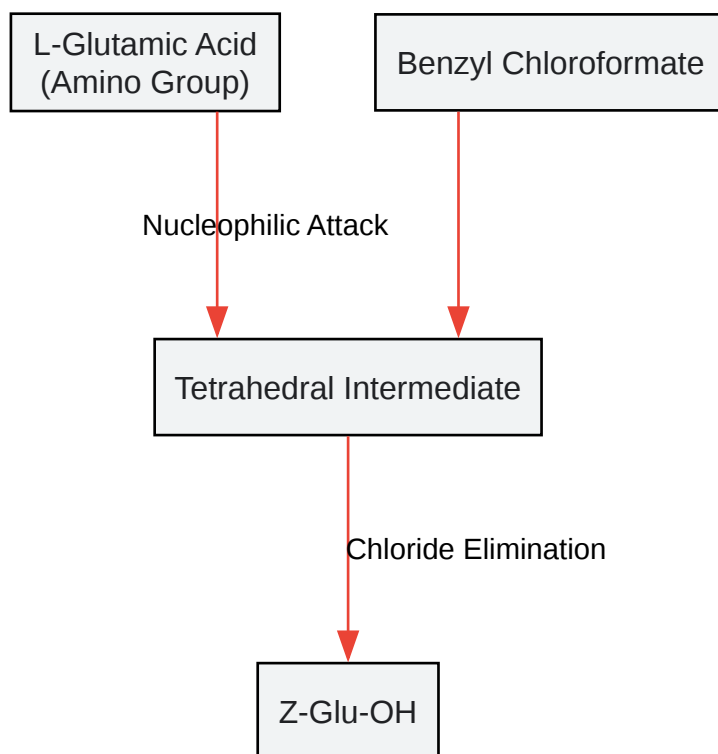 L-Glutamic Acid
(Amino Group)
Benzyl Chloroformate
Nucleophilic Attack
Tetrahedral Intermediate
Chloride Elimination
Z-Glu-OH